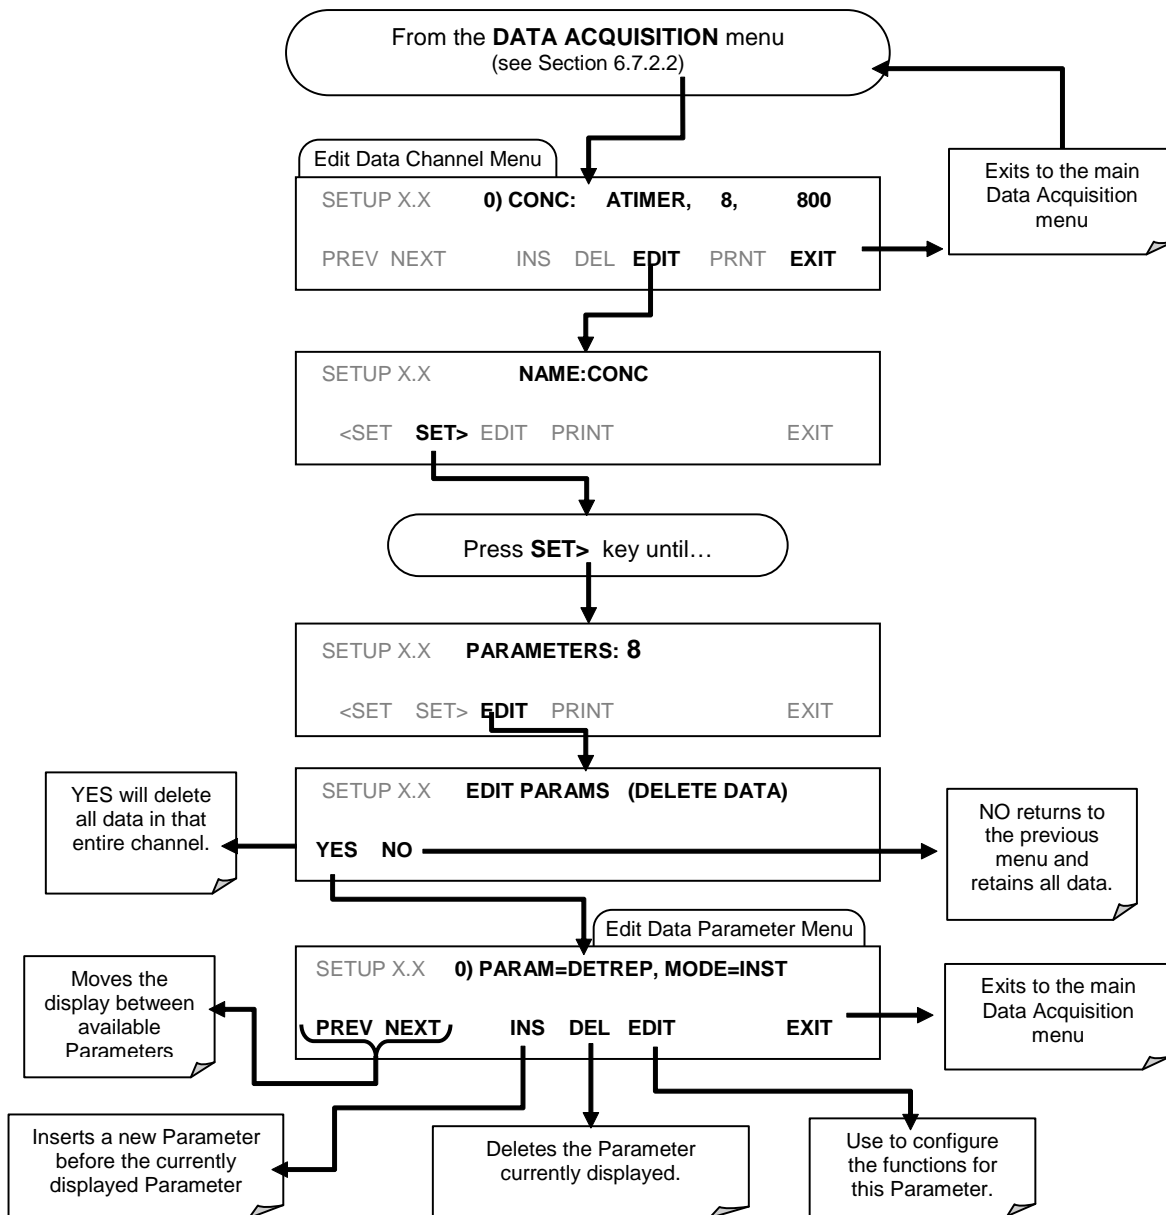 From the DATA ACQUISITION menu
(see Section 6.7.2.2)
Edit Data Channel Menu
SETUP X.X 0) CONC: ATIMER, 8, 800
PREV NEXT INS DEL EDIT PRNT EXIT
Exits to the main
Data Acquisition
menu
SETUP X.X NAME:CONC
<SET SET> EDIT PRINT EXIT
Press SET> key until…
SETUP X.X PARAMETERS: 8
<SET SET> EDIT PRINT EXIT
YES will delete
all data in that
entire channel.
SETUP X.X EDIT PARAMS (DELETE DATA)
YES NO
NO returns to
the previous
menu and
retains all data.
Edit Data Parameter Menu
Moves the
display between
available
Parameters
SETUP X.X 0) PARAM=DETREP, MODE=INST
PREV NEXT INS DEL EDIT EXIT
Exits to the main
Data Acquisition
menu
Inserts a new Parameter
before the currently
displayed Parameter
Deletes the Parameter
currently displayed.
Use to configure
the functions for
this Parameter.